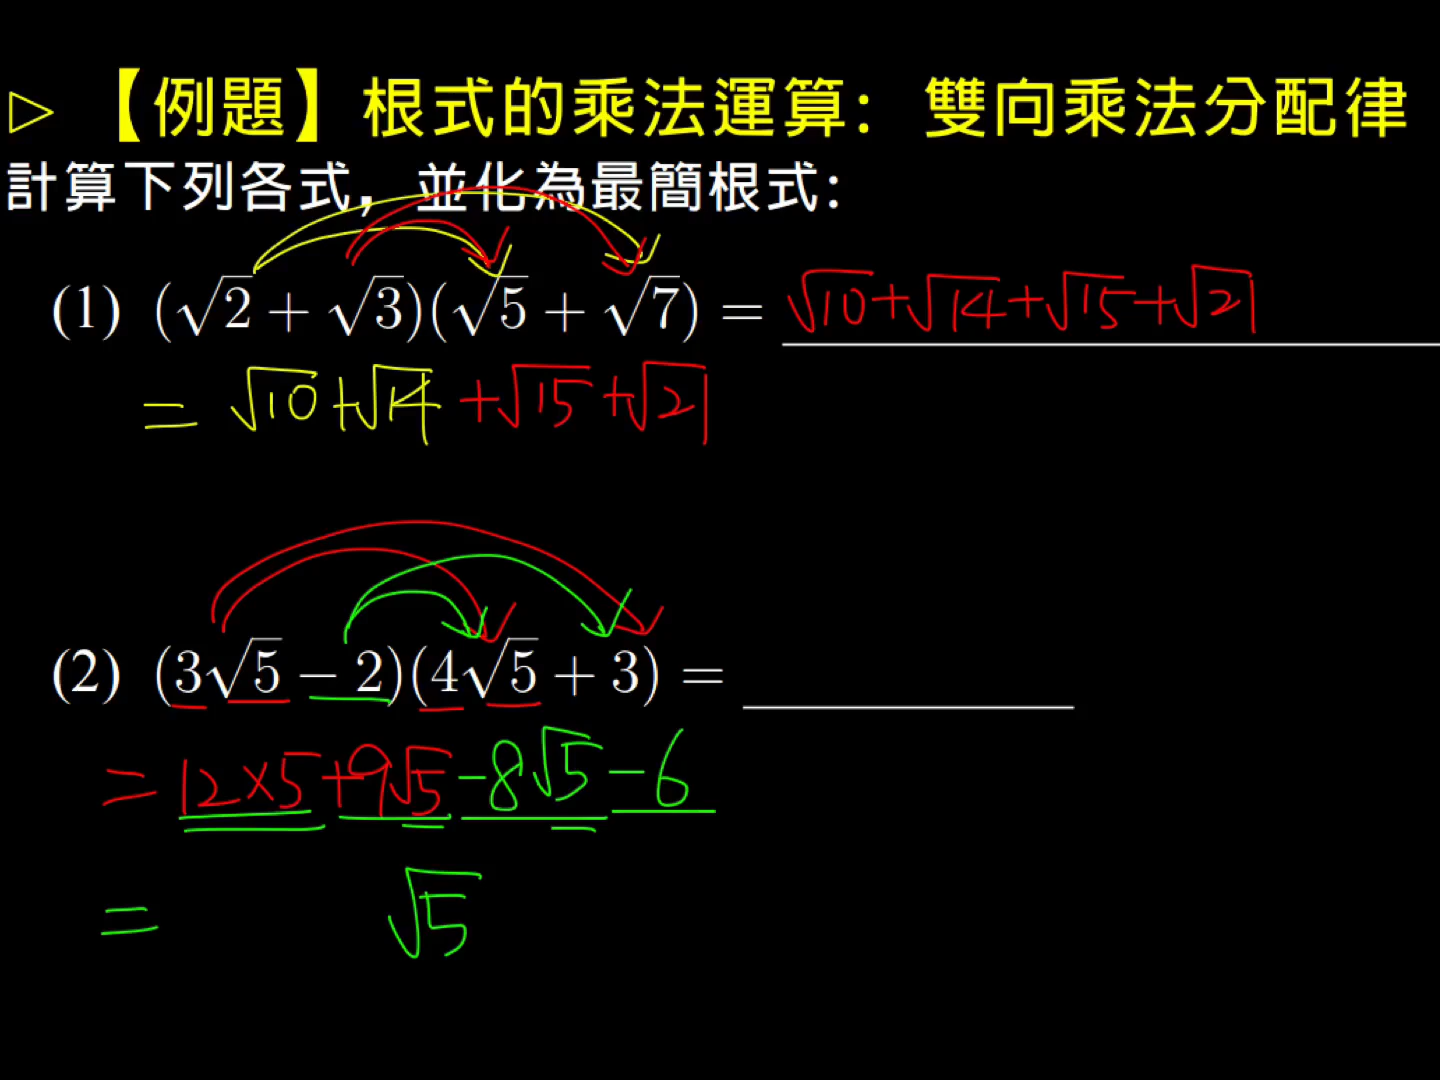 ▷【例題】根式的乘法運算：雙向乘法分配律
計算下列各式，並化為最簡根式：
(1) (√2 + √3)(√5 + √7) = √10+√14+√15+√21
= √10+√14 +√15+√21
(2) (3√5 − 2)(4√5 + 3) =
= 12×5+9√5−8√5−6
= √5